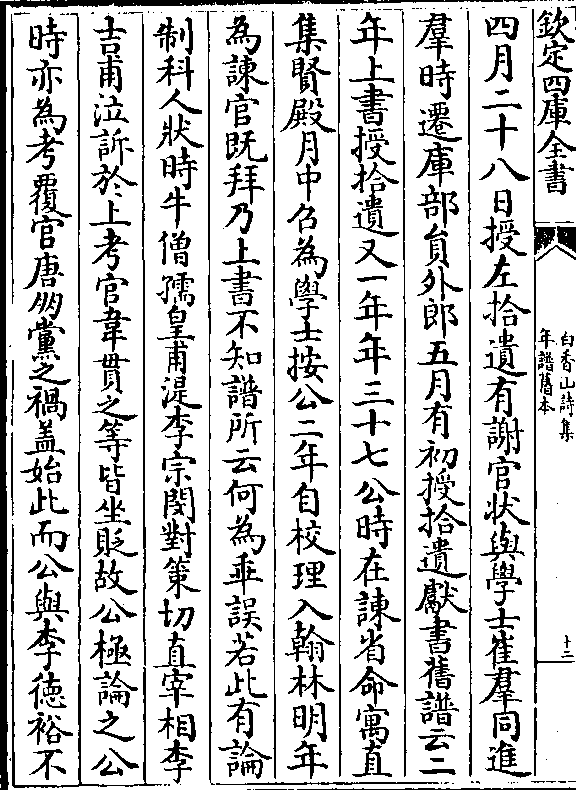 欽定四庫全書
白香山詩集
年譜舊本
十二
四月二十八日授左拾遺有謝官狀與學士崔羣同進
羣時遷庫部員外郎五月有初授拾遺獻書舊譜云二
年上書授拾遺又一年年三十七公時在諫省命寓直
集賢殿月中召為學士按公二年自校理入翰林明年
為諫官既拜乃上書不知譜所云何為乖誤若此有論
制科人狀時牛僧孺皇甫湜李宗閔對策切直宰相李
吉甫泣訴於上考官韋貫之等皆坐貶故公極論之公
時亦為考覆官唐朋黨之禍蓋始此而公與李德裕不